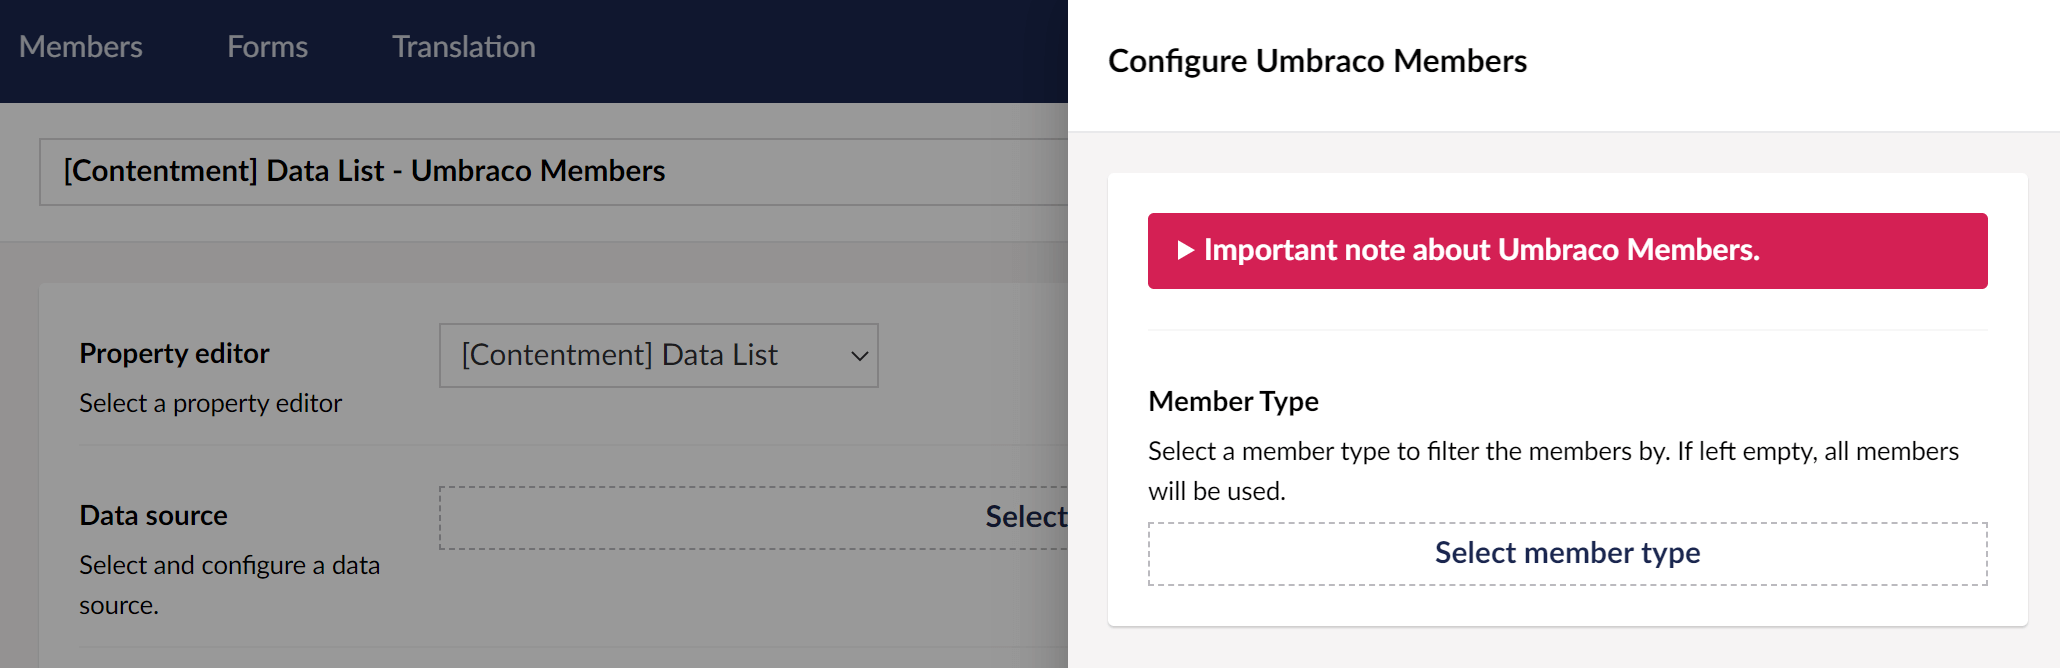 Members Forms Translation
[Contentment] Data List - Umbraco Members
Property editor
Select a property editor
[Contentment] Data List
Data source
Select and configure a data
source.
Select
Configure Umbraco Members
Important note about Umbraco Members.
Member Type
Select a member type to filter the members by. If left empty, all members
will be used.
Select member type